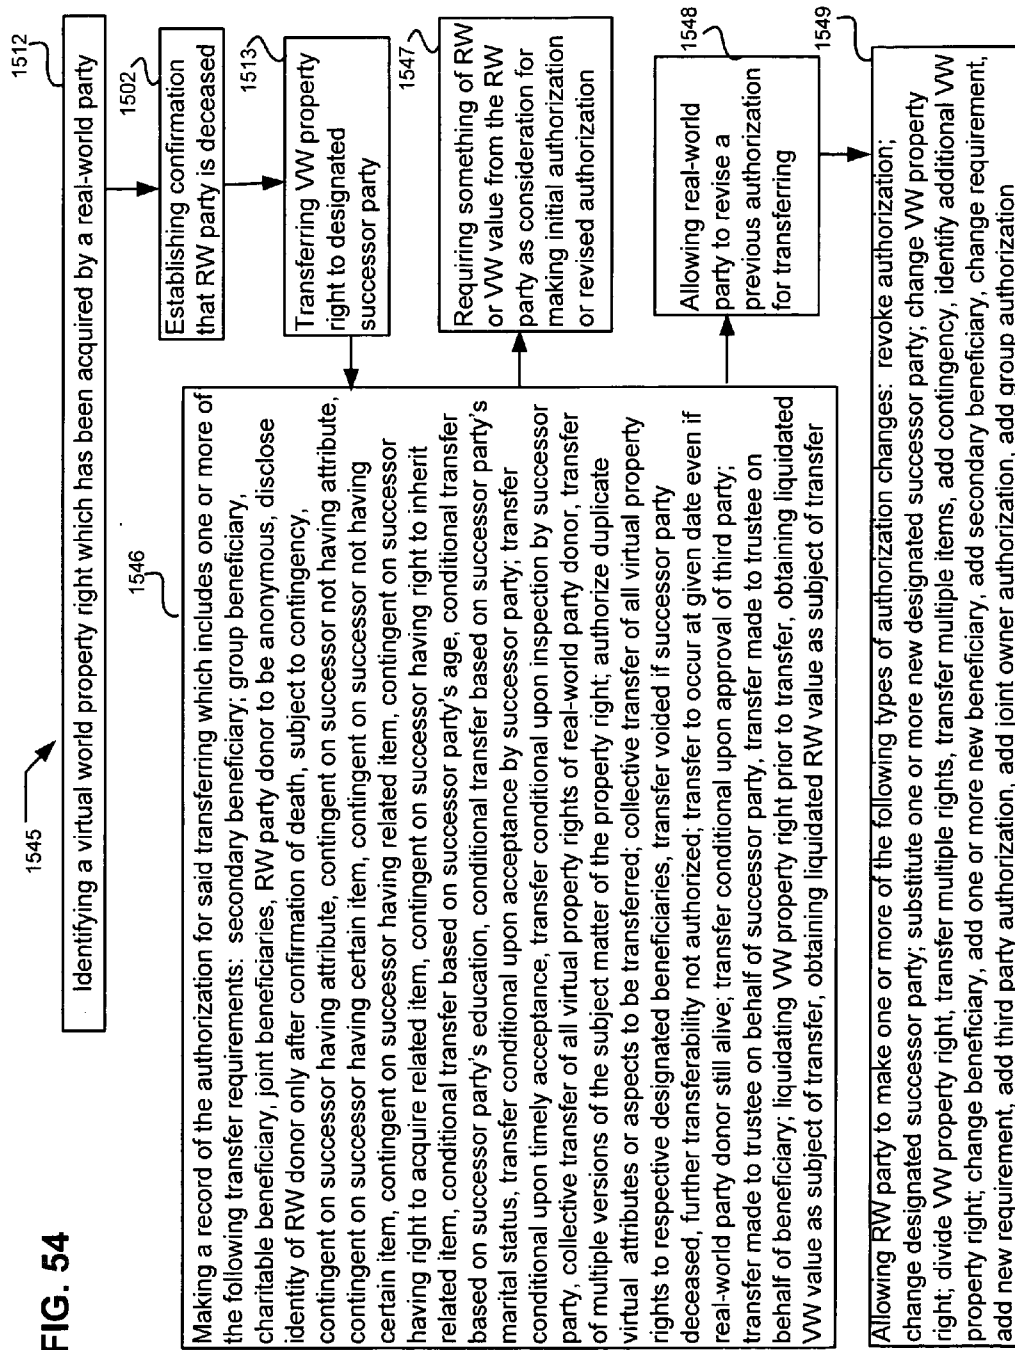 FIG. 54
1545
1512
Identifying a virtual world property right which has been acquired by a real-world party
1502
Establishing confirmation
that RW party is deceased
1513
Transferring VW property
right to designated
successor party
1546
Making a record of the authorization for said transferring which includes one or more of
the following transfer requirements: secondary beneficiary; group beneficiary,
charitable beneficiary, joint beneficiaries, RW party donor to be anonymous, disclose
identity of RW donor only after confirmation of death, subject to contingency,
contingent on successor having attribute, contingent on successor not having attribute,
contingent on successor having certain item, contingent on successor not having
certain item, contingent on successor having related item, contingent on successor
having right to acquire related item, contingent on successor having right to inherit
related item, conditional transfer based on successor party's age, conditional transfer
based on successor party's education, conditional transfer based on successor party's
marital status, transfer conditional upon acceptance by successor party; transfer
conditional upon timely acceptance, transfer conditional upon inspection by successor
party, collective transfer of all virtual property rights of real-world party donor, transfer
of multiple versions of the subject matter of the property right; authorize duplicate
virtual attributes or aspects to be transferred; collective transfer of all virtual property
rights to respective designated beneficiaries, transfer voided if successor party
deceased, further transferability not authorized; transfer to occur at given date even if
real-world party donor still alive; transfer conditional upon approval of third party;
transfer made to trustee on behalf of successor party, transfer made to trustee on
behalf of beneficiary; liquidating VW property right prior to transfer, obtaining liquidated
VW value as subject of transfer, obtaining liquidated RW value as subject of transfer
1547
Requiring something of RW
or VW value from the RW
party as consideration for
making initial authorization
or revised authorization
1548
Allowing real-world
party to revise a
previous authorization
for transferring
1549
Allowing RW party to make one or more of the following types of authorization changes: revoke authorization;
change designated successor party; substitute one or more new designated successor party; change VW property
right; divide VW property right, transfer multiple rights, transfer multiple items, add contingency, identify additional VW
property right; change beneficiary, add one or more new beneficiary, add secondary beneficiary, change requirement,
add new requirement, add third party authorization, add joint owner authorization, add group authorization